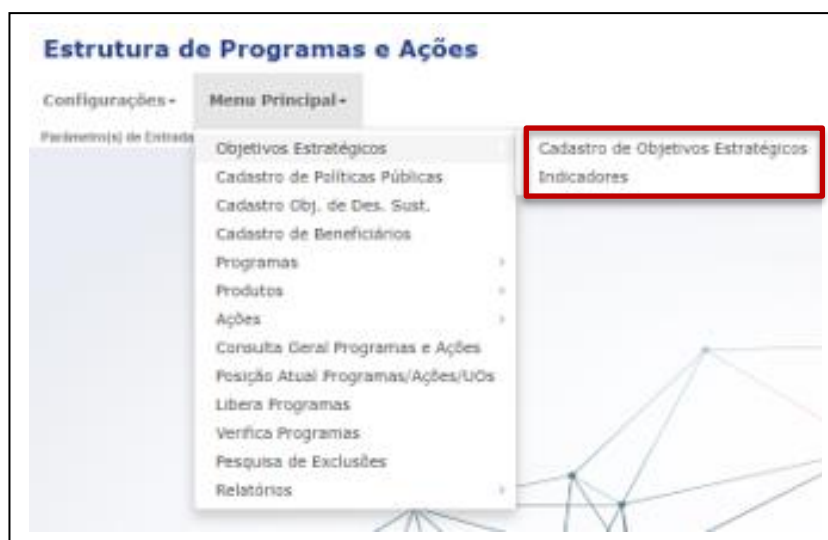 Estrutura de Programas e Ações
Configurações Menu Principal
Parâmetro(s) de Entrada
Objetivos Estratégicos
Cadastro de Políticas Públicas
Cadastro Obj. de Des. Sust.
Cadastro de Beneficiários
Programas
Produtos
Ações
Consulta Geral Programas e Ações
Posição Atual Programas/Ações/UOs
Libera Programas
Verifica Programas
Pesquisa de Exclusões
Relatórios
Cadastro de Objetivos Estratégicos
Indicadores